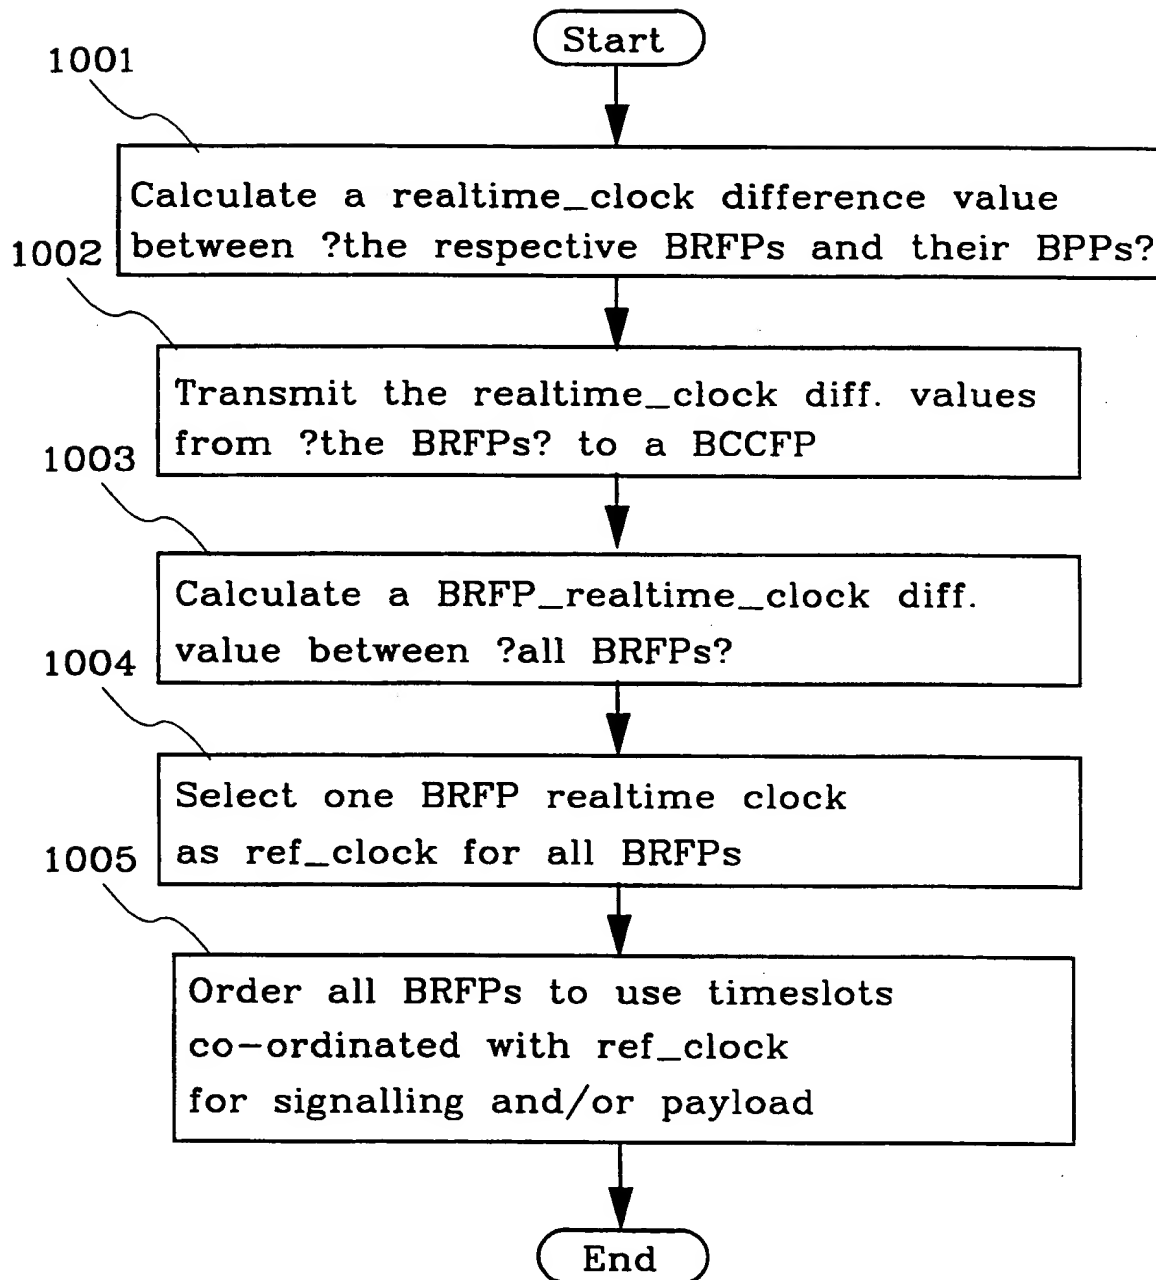 Start
1001
Calculate a realtime_clock difference value
between ?the respective BRFPs and their BPPs?
1002
Transmit the realtime_clock diff. values
from ?the BRFPs? to a BCCFP
1003
Calculate a BRFP_realtime_clock diff.
value between ?all BRFPs?
1004
Select one BRFP realtime clock
as ref_clock for all BRFPs
1005
Order all BRFPs to use timeslots
co-ordinated with ref_clock
for signalling and/or payload
End